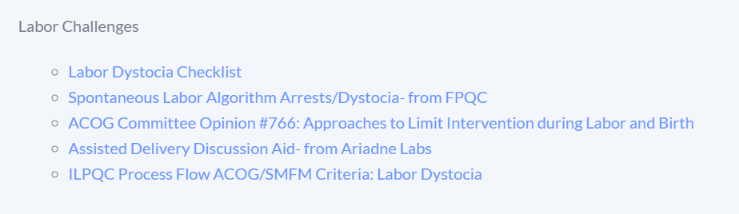 Labor Challenges
Labor Dystocia Checklist
Spontaneous Labor Algorithm Arrests/Dystocia- from FPQC
ACOG Committee Opinion #766: Approaches to Limit Intervention during Labor and Birth
Assisted Delivery Discussion Aid- from Ariadne Labs
ILPQC Process Flow ACOG/SMFM Criteria: Labor Dystocia